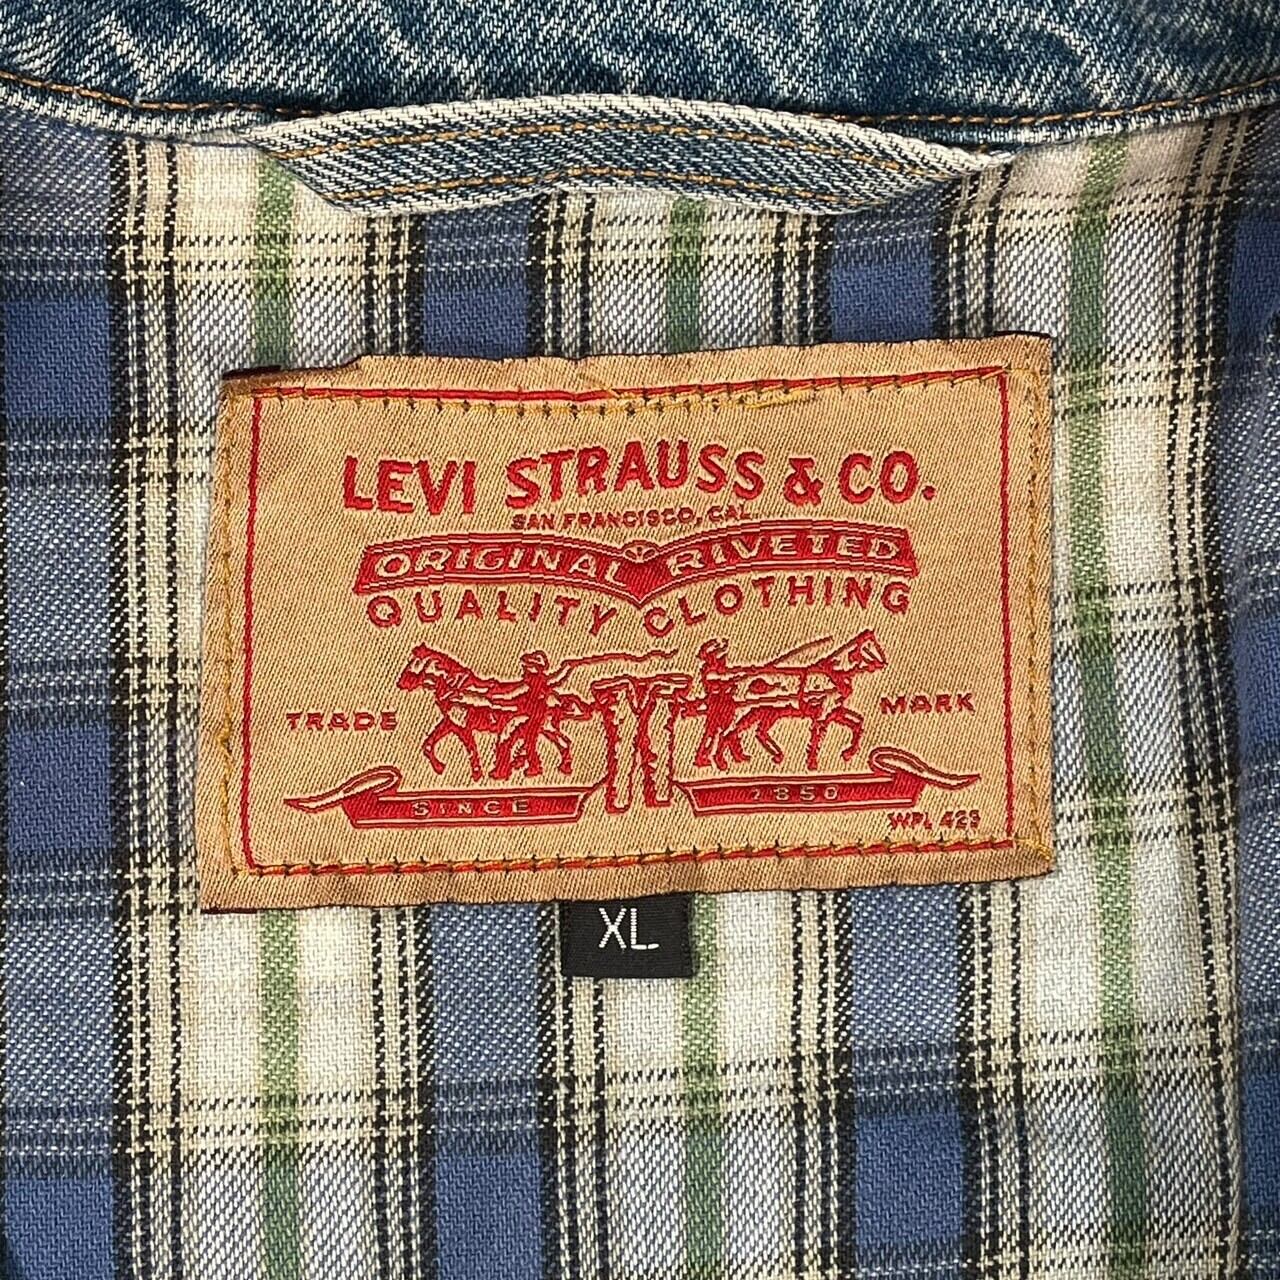 LEVI STRAUSS & CO.
SAN FRANCISCO, CAL.
ORIGINAL RIVETED
QUALITY CLOTHING
TRADE MARK
SINCE 1850
WPL 423
XL